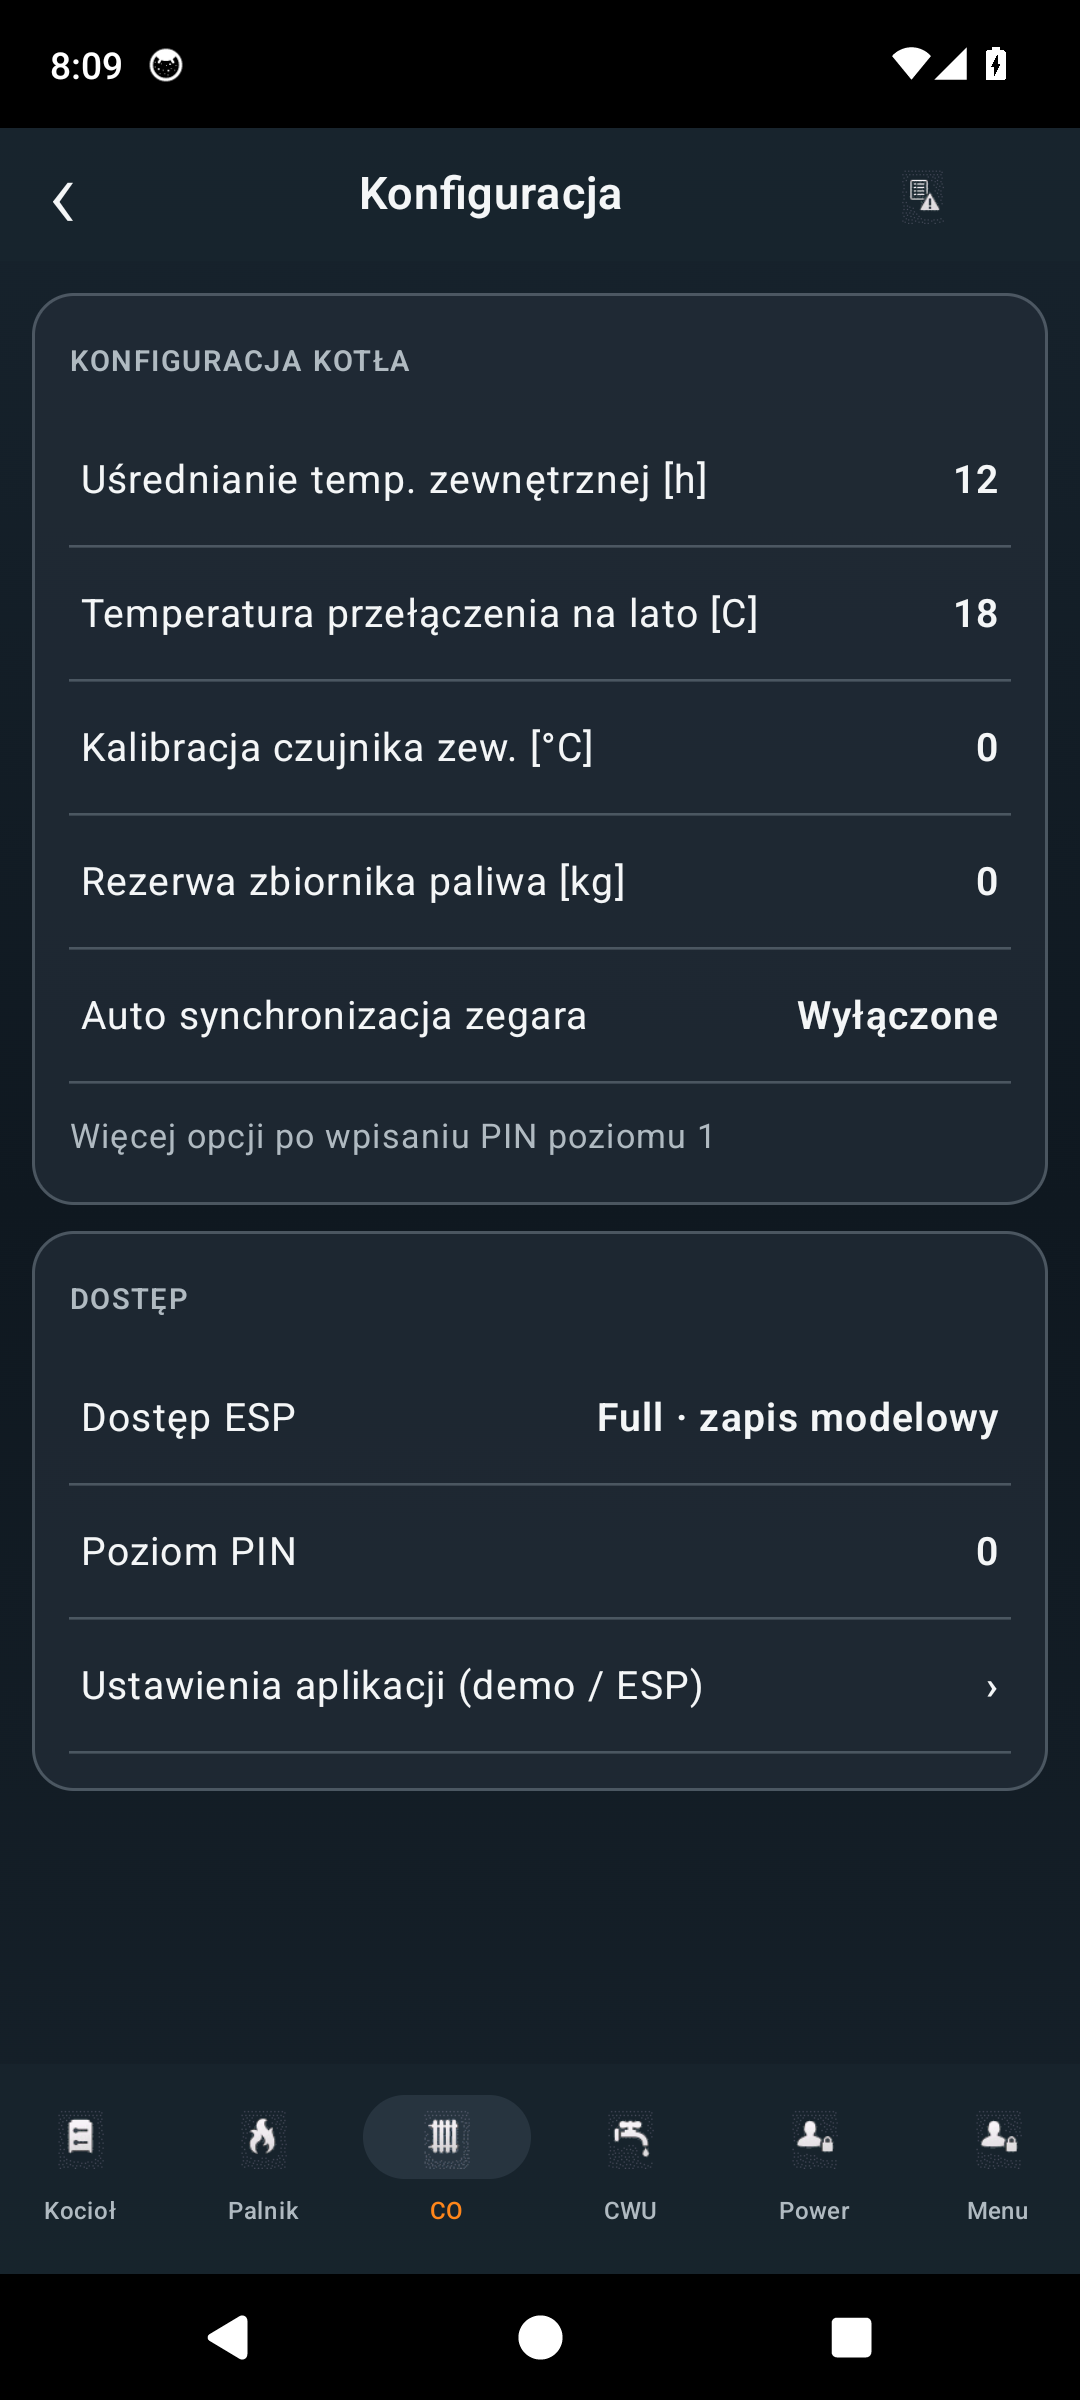 8:09
Konfiguracja
KONFIGURACJA KOTŁA
Uśrednianie temp. zewnętrznej [h] 12
Temperatura przełączenia na lato [C] 18
Kalibracja czujnika zew. [°C] 0
Rezerwa zbiornika paliwa [kg] 0
Auto synchronizacja zegara Wyłączone
Więcej opcji po wpisaniu PIN poziomu 1
DOSTĘP
Dostęp ESP Full · zapis modelowy
Poziom PIN 0
Ustawienia aplikacji (demo / ESP) ›
Kocioł Palnik CO CWU Power Menu